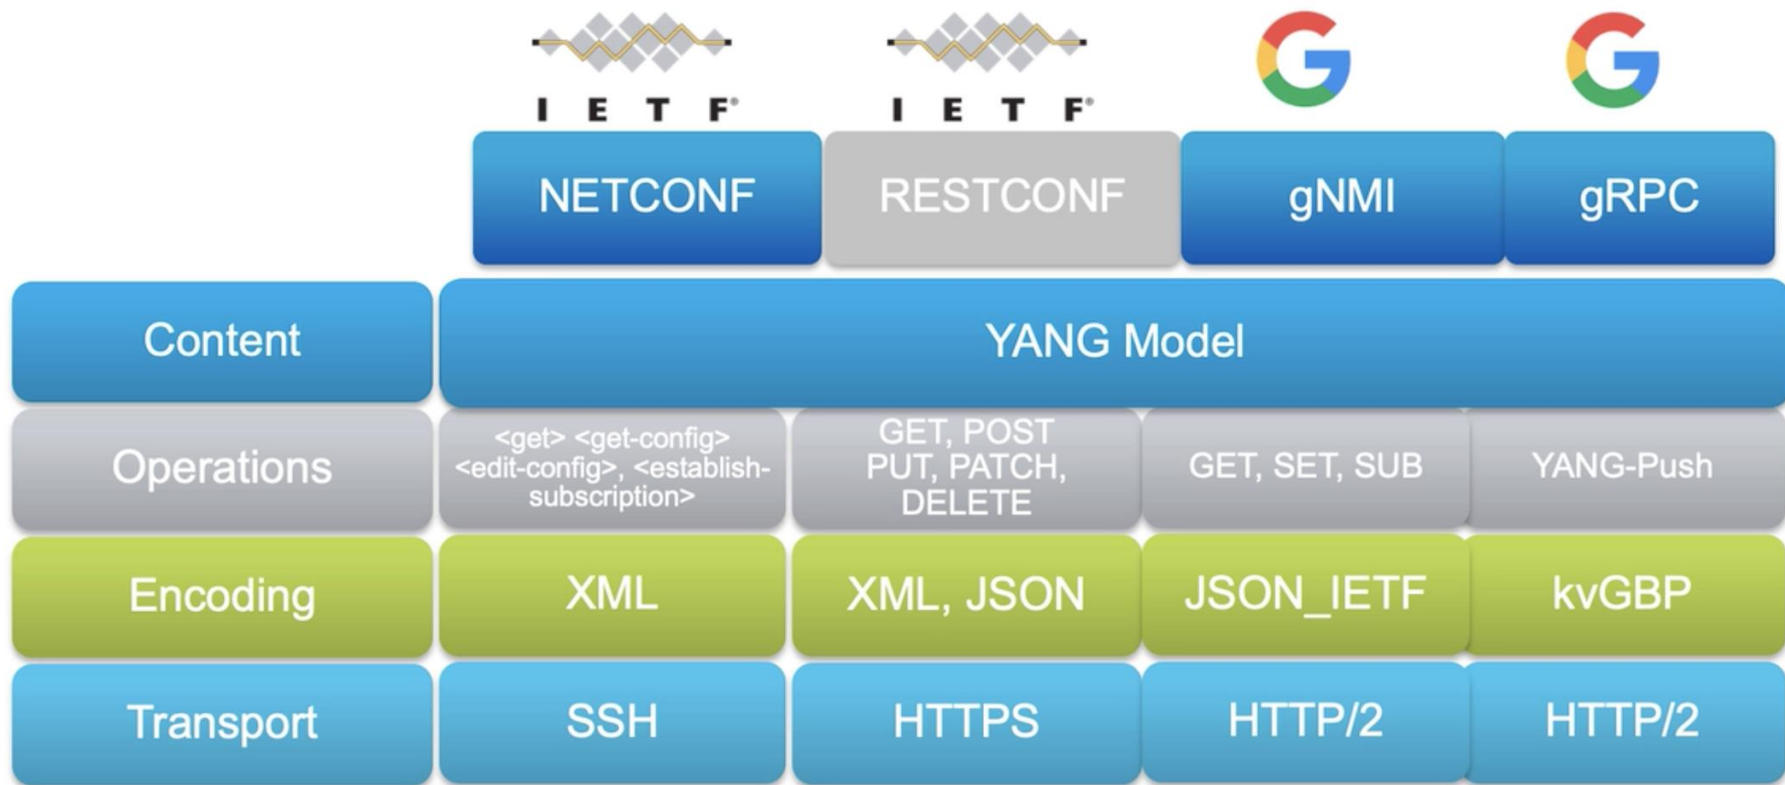 I E T F®
I E T F®
NETCONF
RESTCONF
gNMI
gRPC
Content
YANG Model
Operations
<get> <get-config>
<edit-config>, <establish-
subscription>
GET, POST
PUT, PATCH,
DELETE
GET, SET, SUB
YANG-Push
Encoding
XML
XML, JSON
JSON_IETF
kvGBP
Transport
SSH
HTTPS
HTTP/2
HTTP/2